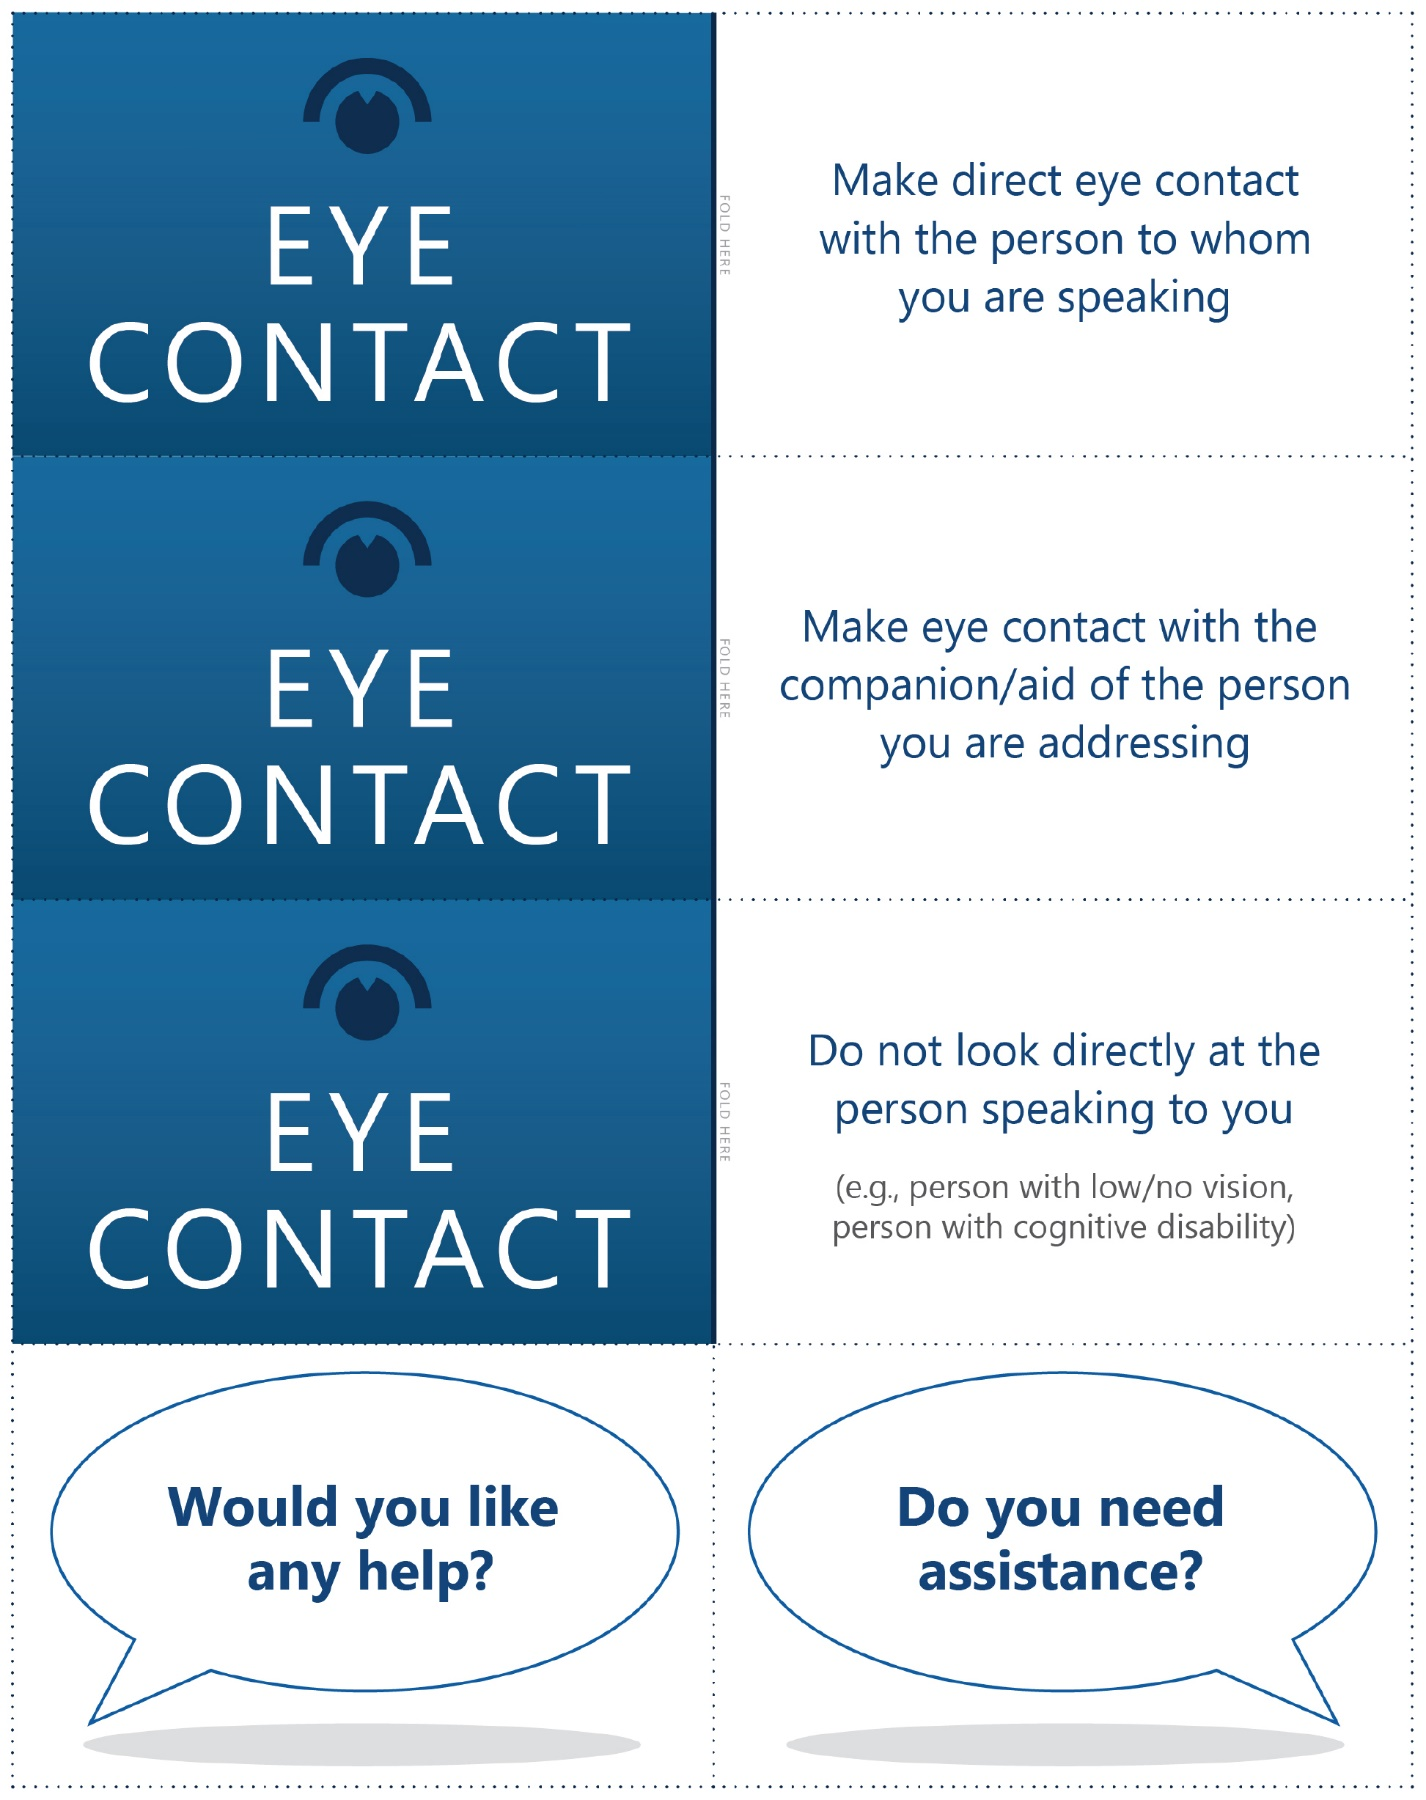 EYE
CONTACT
FOLD HERE
Make direct eye contact
with the person to whom
you are speaking
EYE
CONTACT
FOLD HERE
Make eye contact with the
companion/aid of the person
you are addressing
EYE
CONTACT
FOLD HERE
Do not look directly at the
person speaking to you
(e.g., person with low/no vision,
person with cognitive disability)
Would you like
any help?
Do you need
assistance?